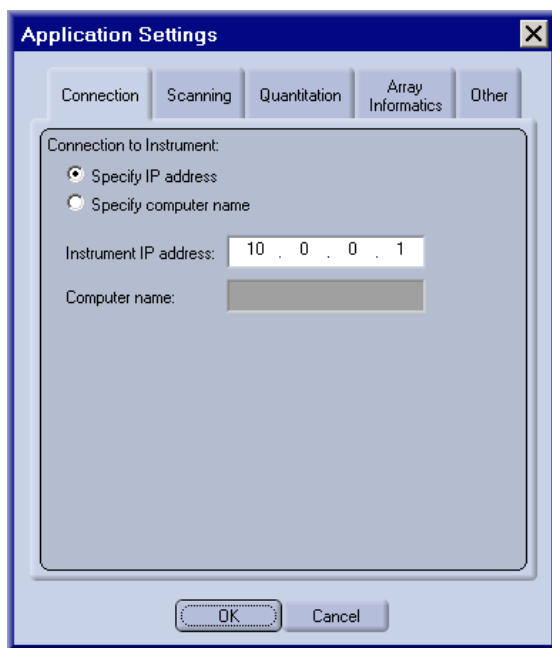 Application Settings
Connection Scanning Quantitation Array Informatics Other
Connection to Instrument:
Specify IP address
Specify computer name
Instrument IP address: 10 . 0 . 0 . 1
Computer name:
OK Cancel